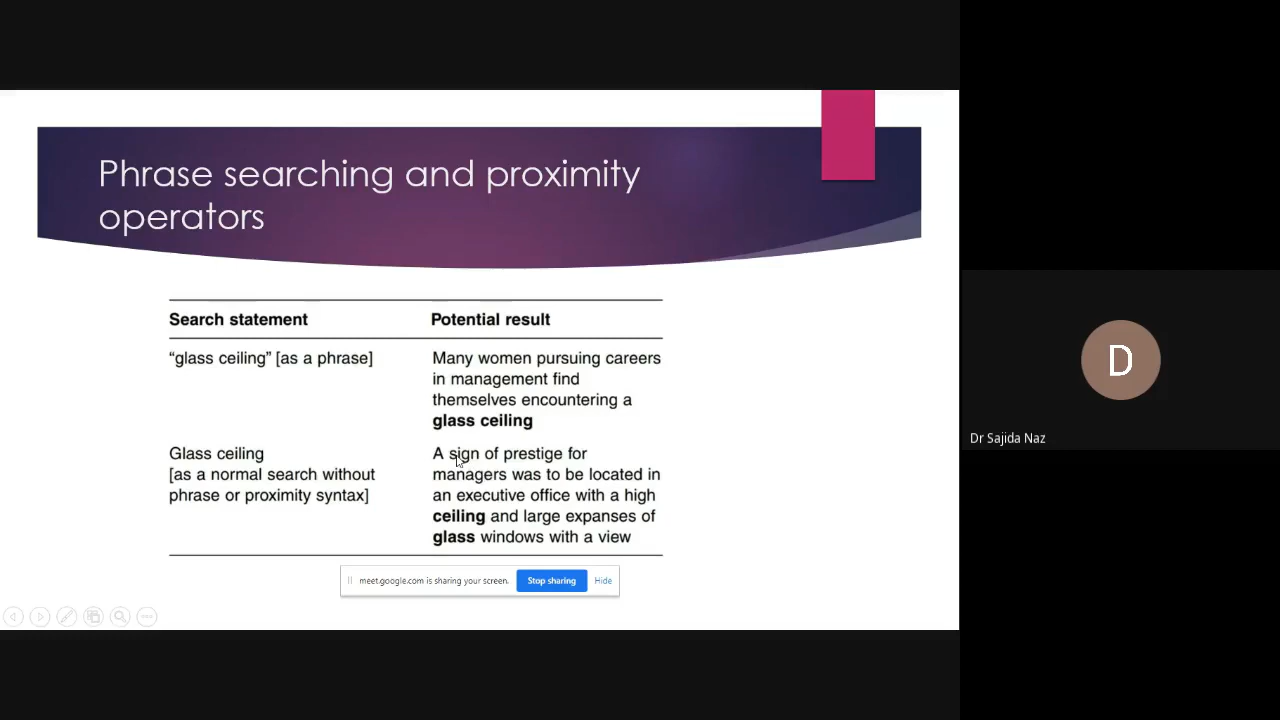 Phrase searching and proximity
operators
Search statement
Potential result
“glass ceiling” [as a phrase]
Many women pursuing careers
in management find
themselves encountering a
glass ceiling
Glass ceiling
[as a normal search without
phrase or proximity syntax]
A sign of prestige for
managers was to be located in
an executive office with a high
ceiling and large expanses of
glass windows with a view
meet.google.com is sharing your screen.
Stop sharing
Hide
D
Dr Sajida Naz